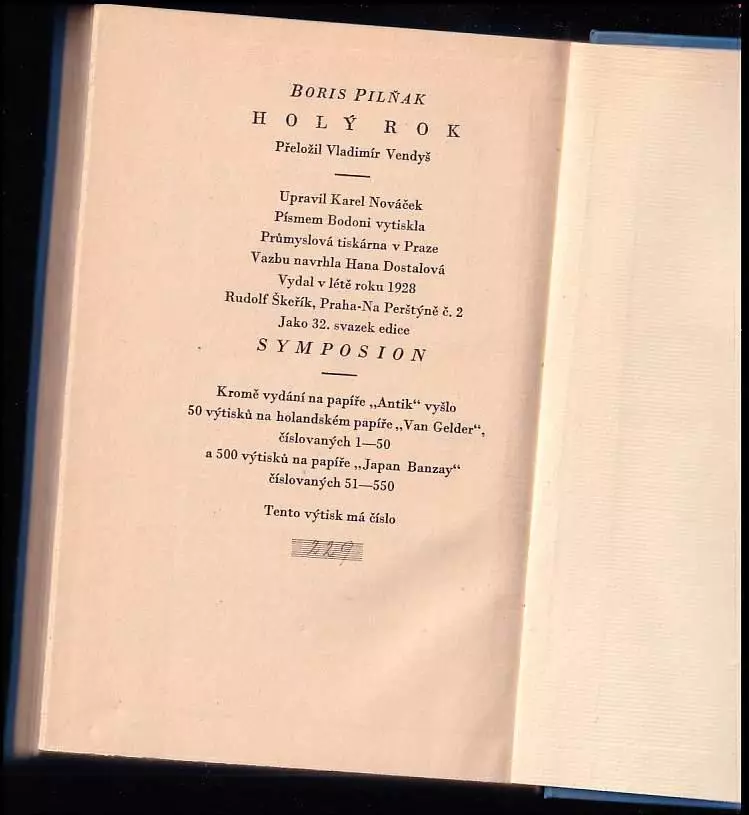 BORIS PILŇAK
HOLÝ ROK
Přeložil Vladimír Vendyš
Upravil Karel Nováček
Písmem Bodoni vytiskla
Průmyslová tiskárna v Praze
Vazbu navrhla Hana Dostalová
Vydal v létě roku 1928
Rudolf Škeřík, Praha-Na Perštýně č. 2
Jako 32. svazek edice
SYMPOSION
Kromě vydání na papíře „Antik“ vyšlo
50 výtisků na holandském papíře „Van Gelder“,
číslovaných 1—50
a 500 výtisků na papíře „Japan Banzay“
číslovaných 51—550
Tento výtisk má číslo
229